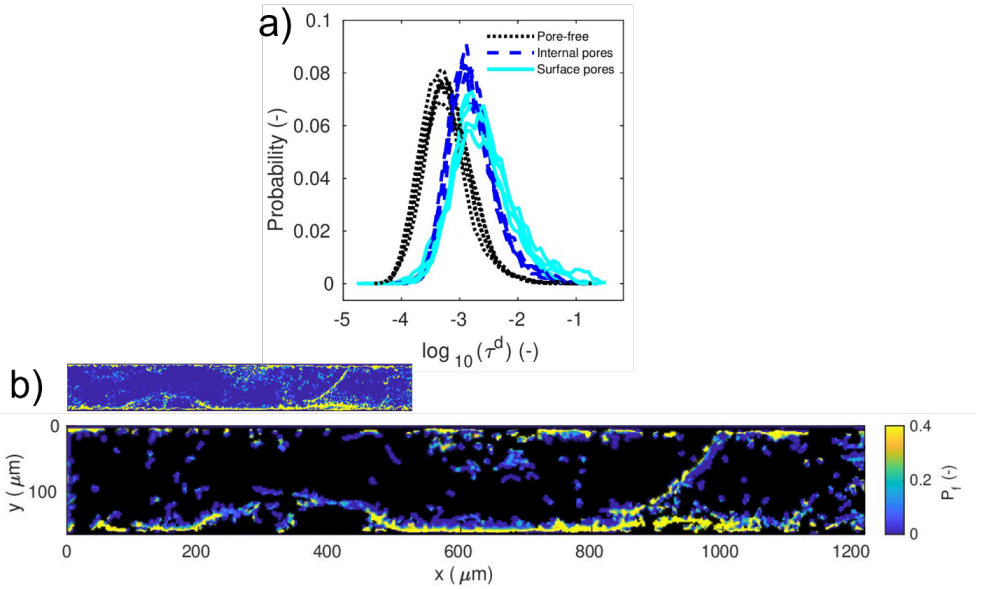 a)
0.1
0.08
0.06
0.04
0.02
0
Probability (-)
Pore-free
Internal pores
Surface pores
-5 -4 -3 -2 -1
log 10 (τ^d) (-)
b)
0
100
y ( μm)
0 200 400 600 800 1000 1200
x ( μm)
0.4
0.2
0
P_f (-)